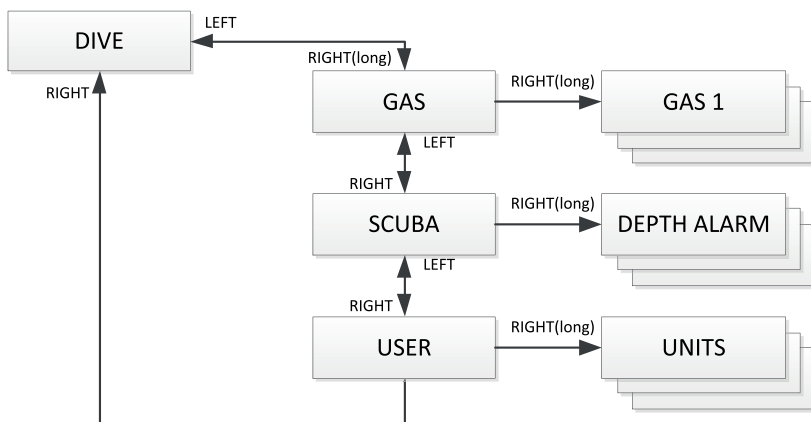 LEFT
DIVE
RIGHT(long)
RIGHT
GAS
RIGHT(long)
GAS 1
LEFT
RIGHT
SCUBA
RIGHT(long)
DEPTH ALARM
LEFT
RIGHT
USER
RIGHT(long)
UNITS